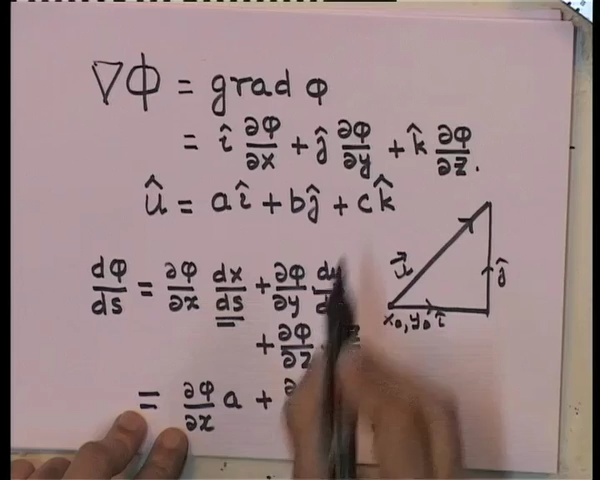 ∇Φ = grad φ
= î ∂φ/∂x + ĵ ∂φ/∂y + k̂ ∂φ/∂z.
û = aî + bĵ + ck̂
dφ/ds = ∂φ/∂x dx/ds + ∂φ/∂y
+ ∂φ/∂z
= ∂φ/∂x a +
ĵ
x₀, y₀ î